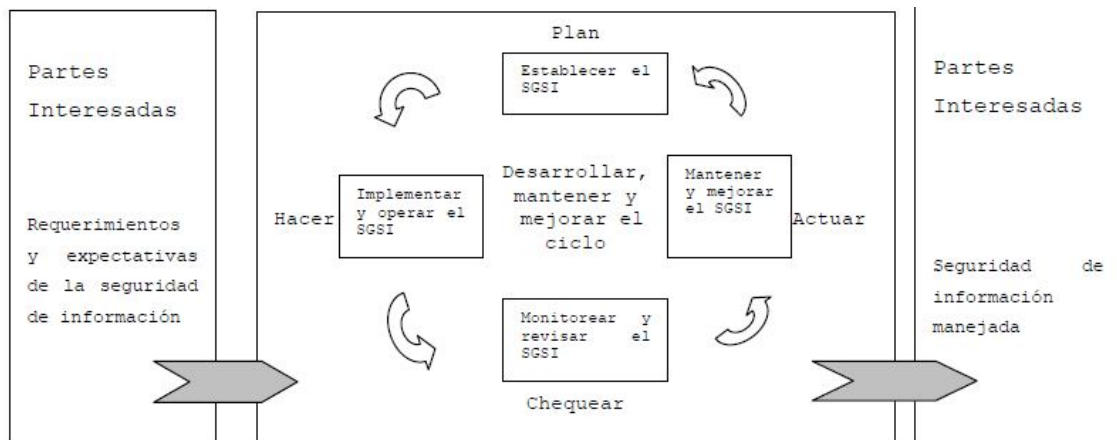 Partes
Interesadas
Requerimientos
y expectativas
de la seguridad
de información
Plan
Establecer el
SGSI
Hacer
Implementar
y operar el
SGSI
Desarrollar,
mantener y
mejorar el
ciclo
Mantener
y mejorar
el SGSI
Actuar
Monitorear y
revisar el
SGSI
Chequear
Partes
Interesadas
Seguridad de
información
manejada